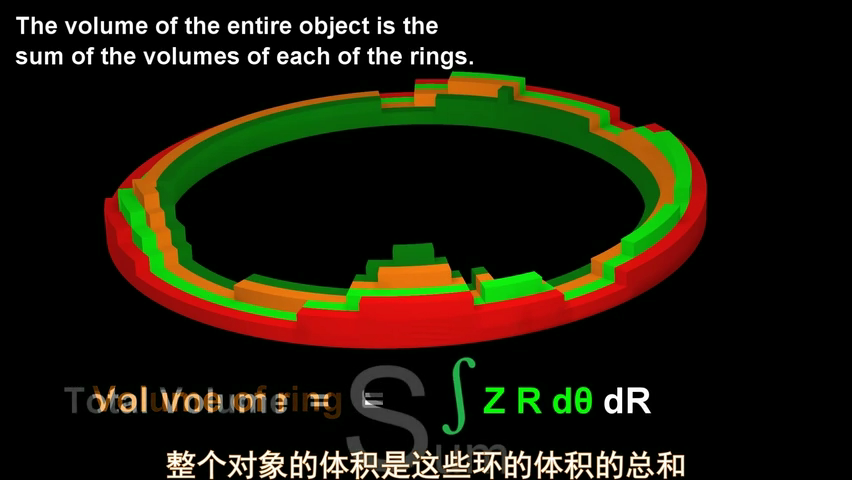 The volume of the entire object is the
sum of the volumes of each of the rings.
= = ∫ Z R dθ dR
整个对象的体积是这些环的体积的总和